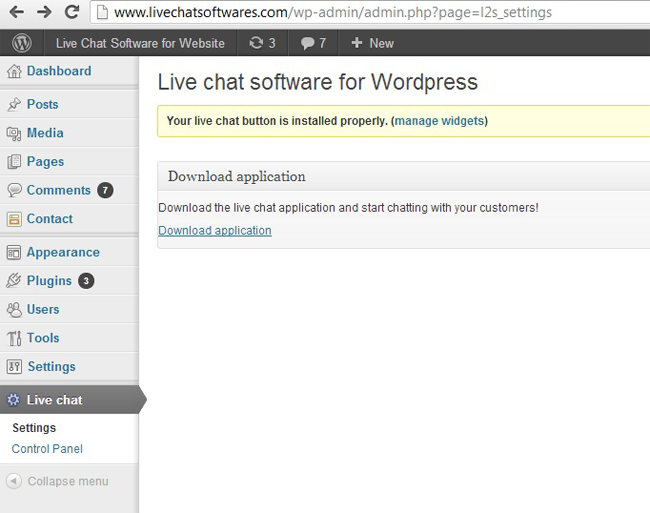 www.livechatsoftwares.com/wp-admin/admin.php?page=l2s_settings
Live Chat Software for Website 3 7 + New
Dashboard
Posts
Media
Pages
Comments 7
Contact
Appearance
Plugins 3
Users
Tools
Settings
Live chat
Settings
Control Panel
Collapse menu
Live chat software for Wordpress
Your live chat button is installed properly. (manage widgets)
Download application
Download the live chat application and start chatting with your customers!
Download application